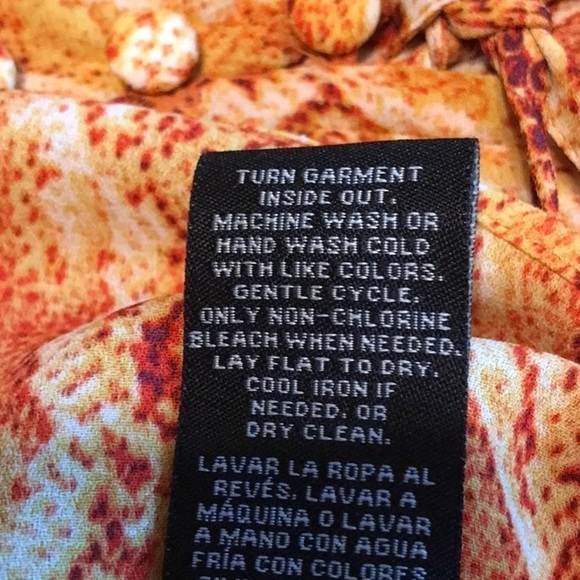 TURN GARMENT
INSIDE OUT.
MACHINE WASH OR
HAND WASH COLD
WITH LIKE COLORS.
GENTLE CYCLE.
ONLY NON-CHLORINE
BLEACH WHEN NEEDED.
LAY FLAT TO DRY.
COOL IRON IF
NEEDED. OR
DRY CLEAN.
LAVAR LA ROPA AL
REVÉS. LAVAR A
MÁQUINA O LAVAR
A MANO CON AGUA
FRÍA CON COLORES